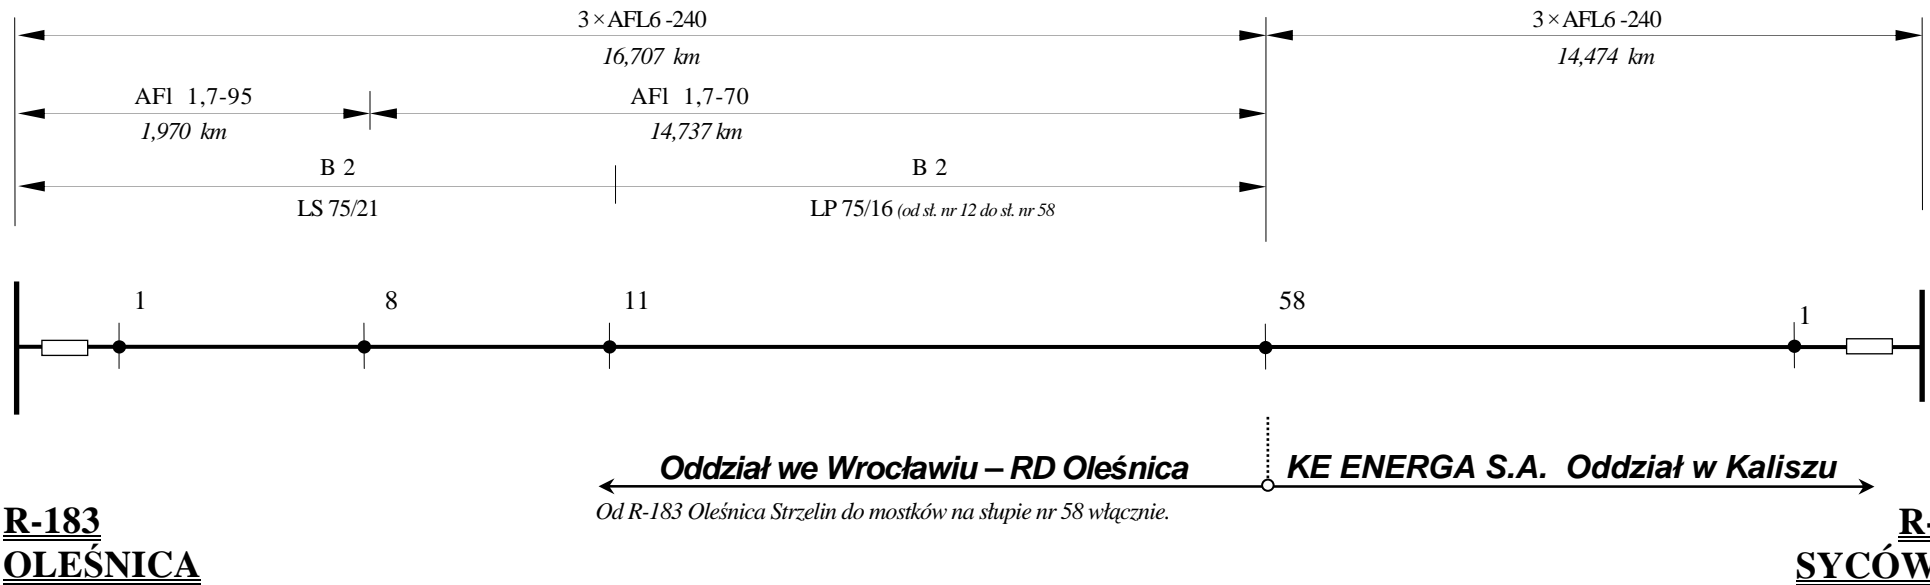 3×AFL6-240 3×AFL6-240
16,707 km 14,474 km
AFl 1,7-95 AFl 1,7-70
1,970 km 14,737 km
B 2 B 2
LS 75/21 LP 75/16 (od sł. nr 12 do sł. nr 58
1 8 11 58 1
Oddział we Wrocławiu – RD Oleśnica KE ENERGA S.A. Oddział w Kaliszu
Od R-183 Oleśnica Strzelin do mostków na słupie nr 58 włącznie.
R-183 R-
OLEŚNICA SYCÓW